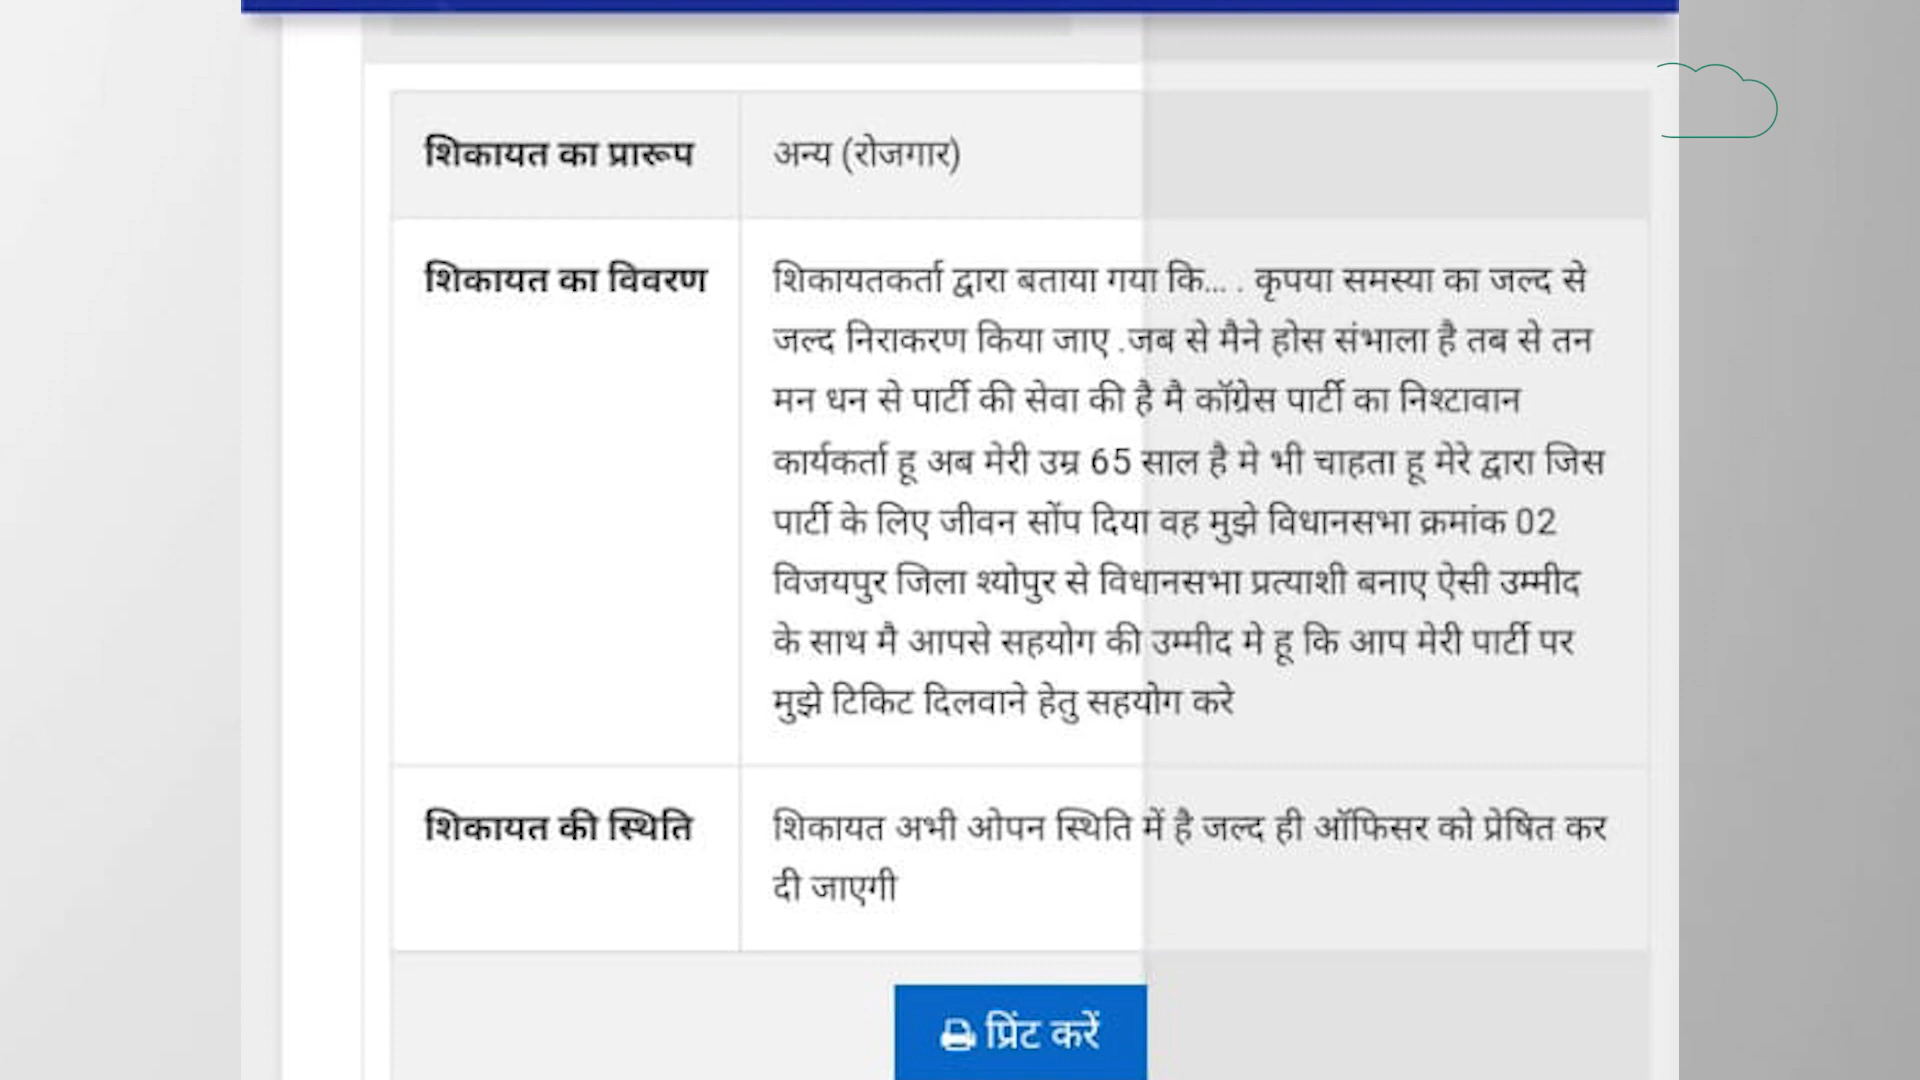 शिकायत का प्रारूप अन्य (रोजगार)
शिकायत का विवरण शिकायतकर्ता द्वारा बताया गया कि... . कृपया समस्या का जल्द से
जल्द निराकरण किया जाए .जब से मैने होस संभाला है तब से तन
मन धन से पार्टी की सेवा की है मै कॉग्रेस पार्टी का निश्टावान
कार्यकर्ता हू अब मेरी उम्र 65 साल है मे भी चाहता हू मेरे द्वारा जिस
पार्टी के लिए जीवन सोंप दिया वह मुझे विधानसभा क्रमांक 02
विजयपुर जिला श्योपुर से विधानसभा प्रत्याशी बनाए ऐसी उम्मीद
के साथ मै आपसे सहयोग की उम्मीद मे हू कि आप मेरी पार्टी पर
मुझे टिकिट दिलवाने हेतु सहयोग करे
शिकायत की स्थिति शिकायत अभी ओपन स्थिति में है जल्द ही ऑफिसर को प्रेषित कर
दी जाएगी
प्रिंट करें